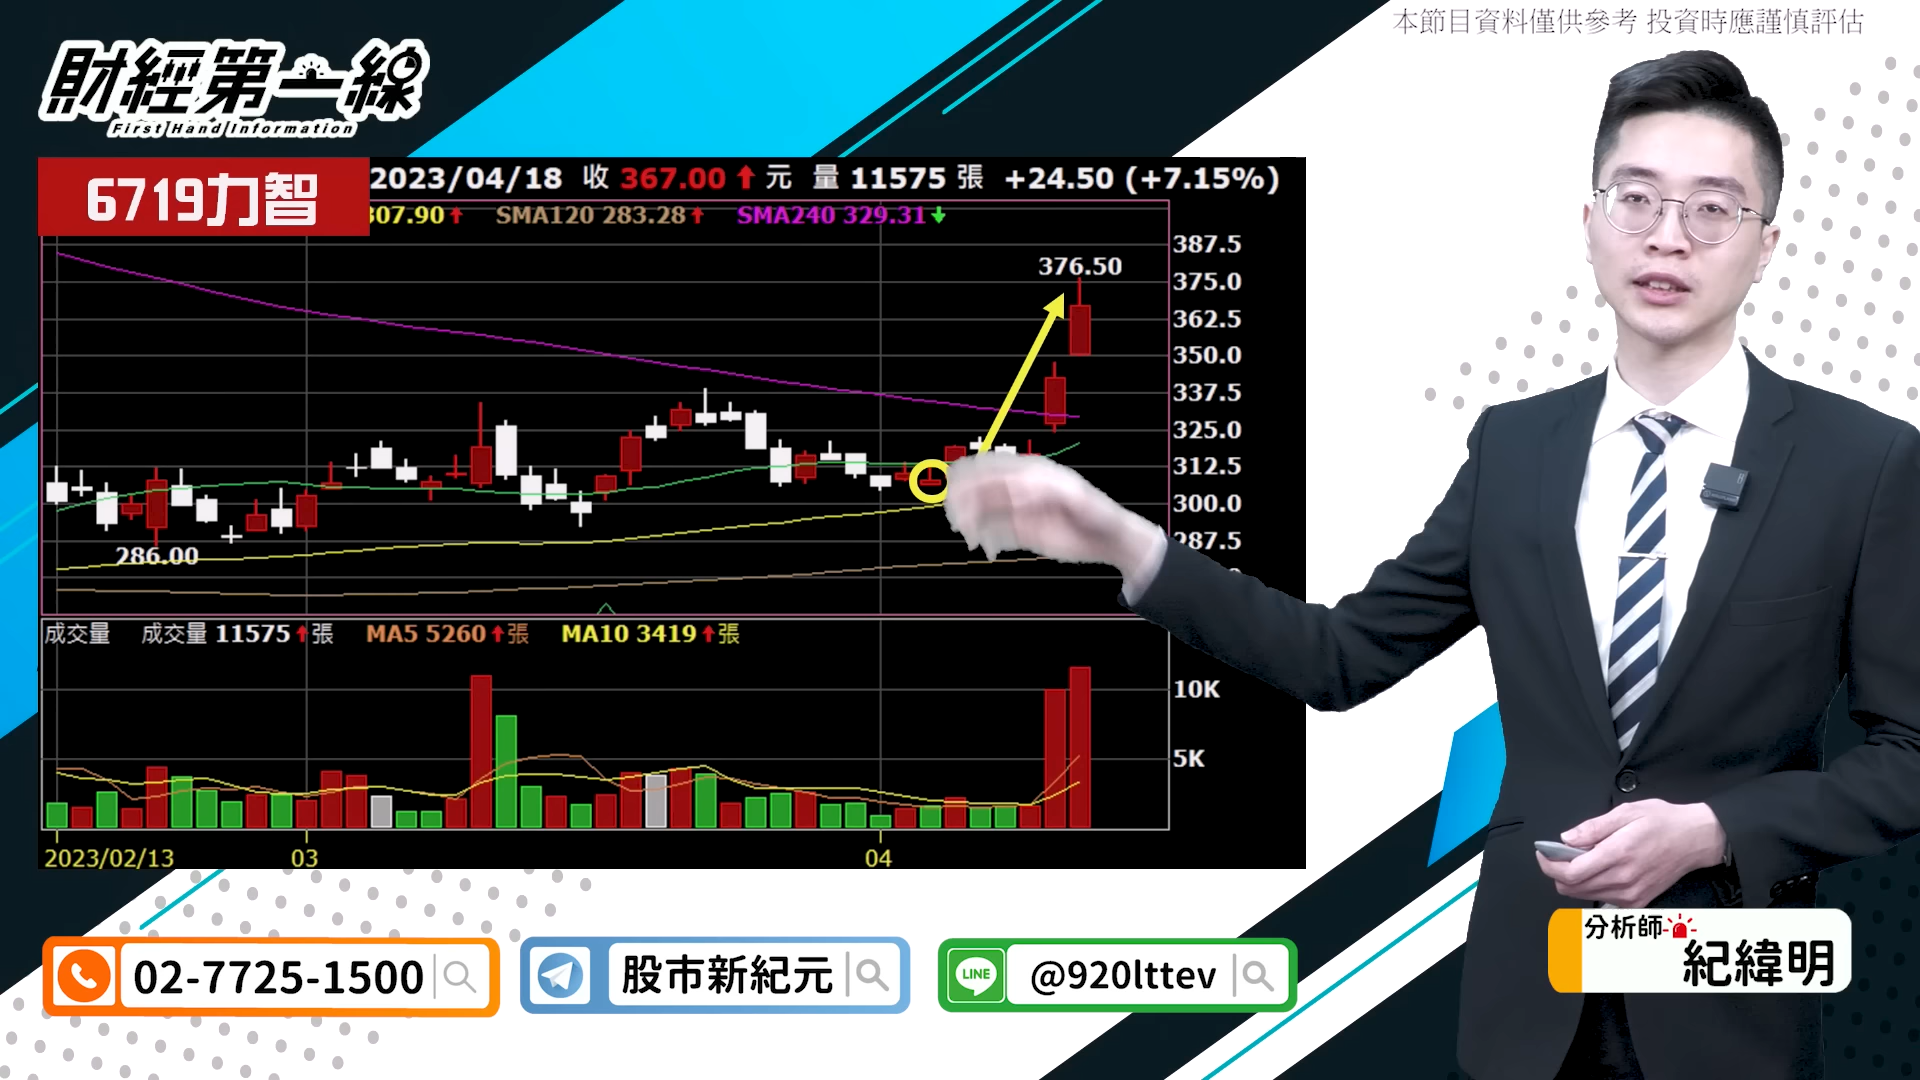 本節目資料僅供參考 投資時應謹慎評估
財經第一線
First Hand Information
6719力智
2023/04/18 收 367.00 元 量 11575 張 +24.50 (+7.15%)
307.90 SMA120 283.28 SMA240 329.31
387.5
376.50
375.0
362.5
350.0
337.5
325.0
312.5
300.0
287.5
286.00
成交量 成交量 11575 張 MA5 5260 張 MA10 3419 張
10K
5K
2023/02/13 03 04
分析師
紀緯明
02-7725-1500
股市新紀元
LINE @920lttev